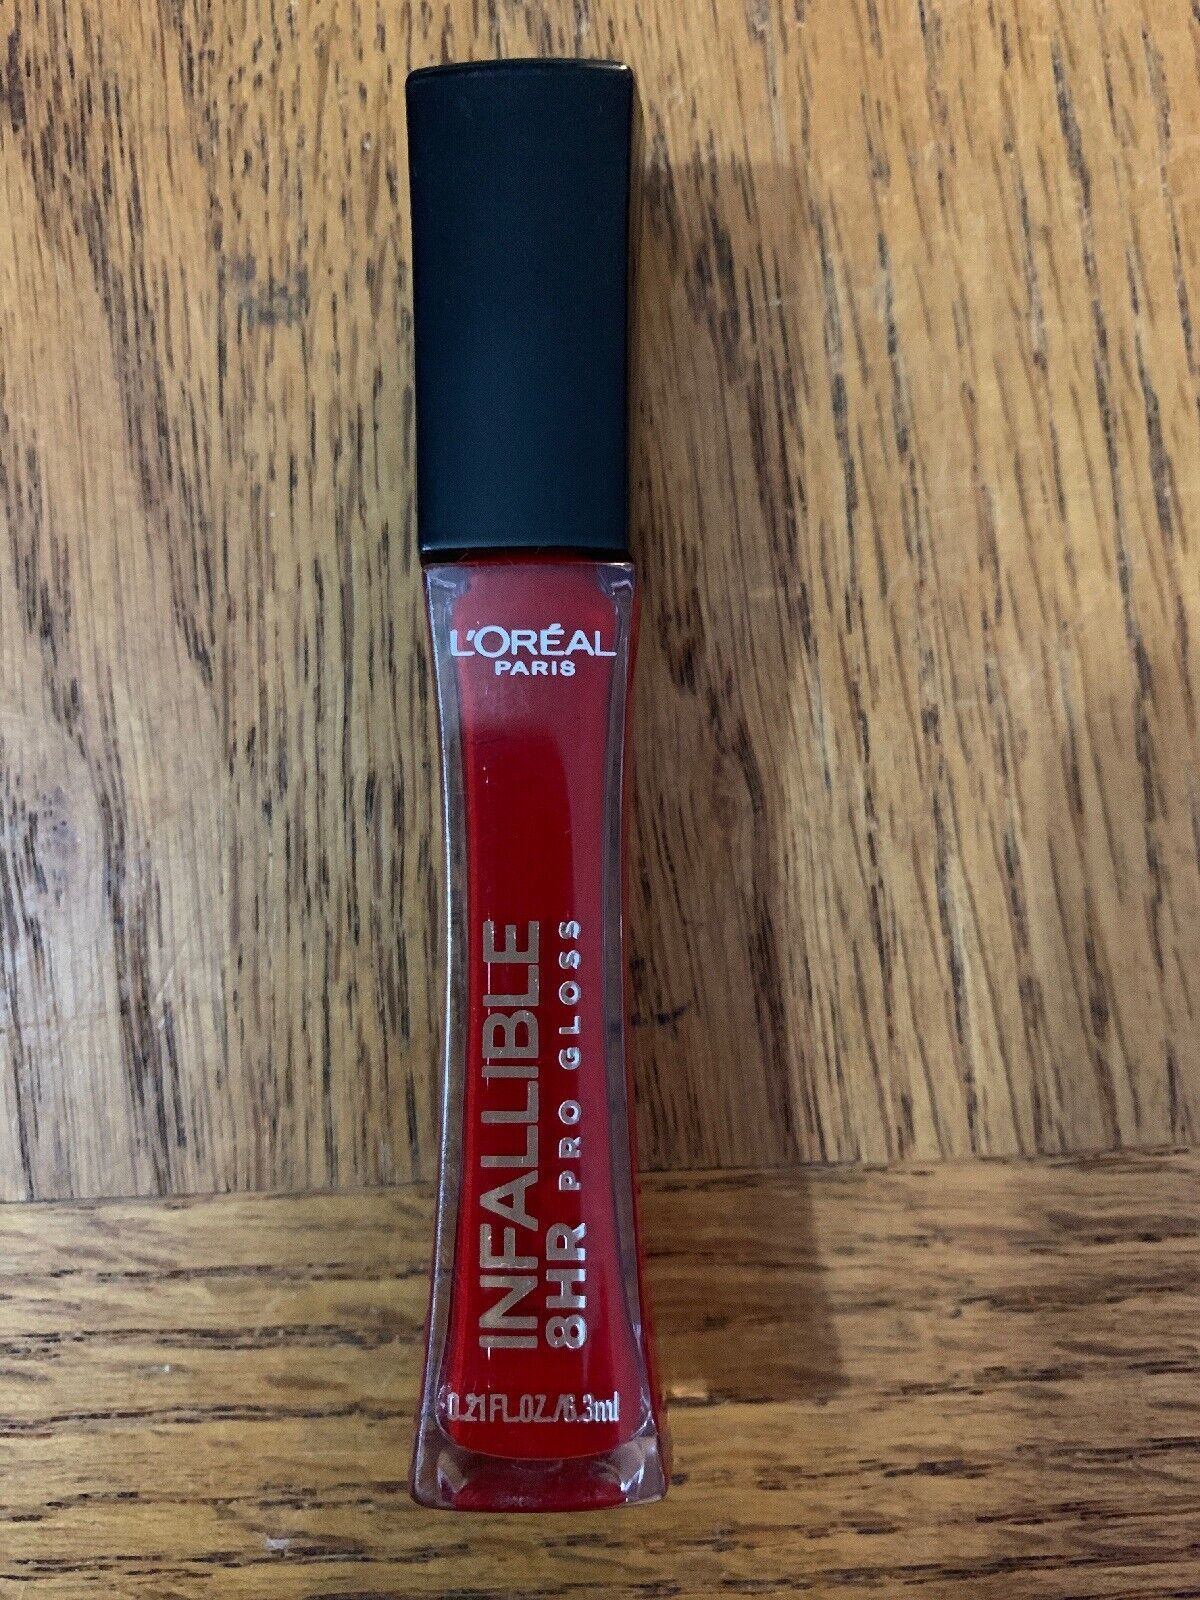 L'ORÉAL
PARIS
INFALLIBLE
8HR PRO GLOSS
0.21 FL.OZ./6.3ml